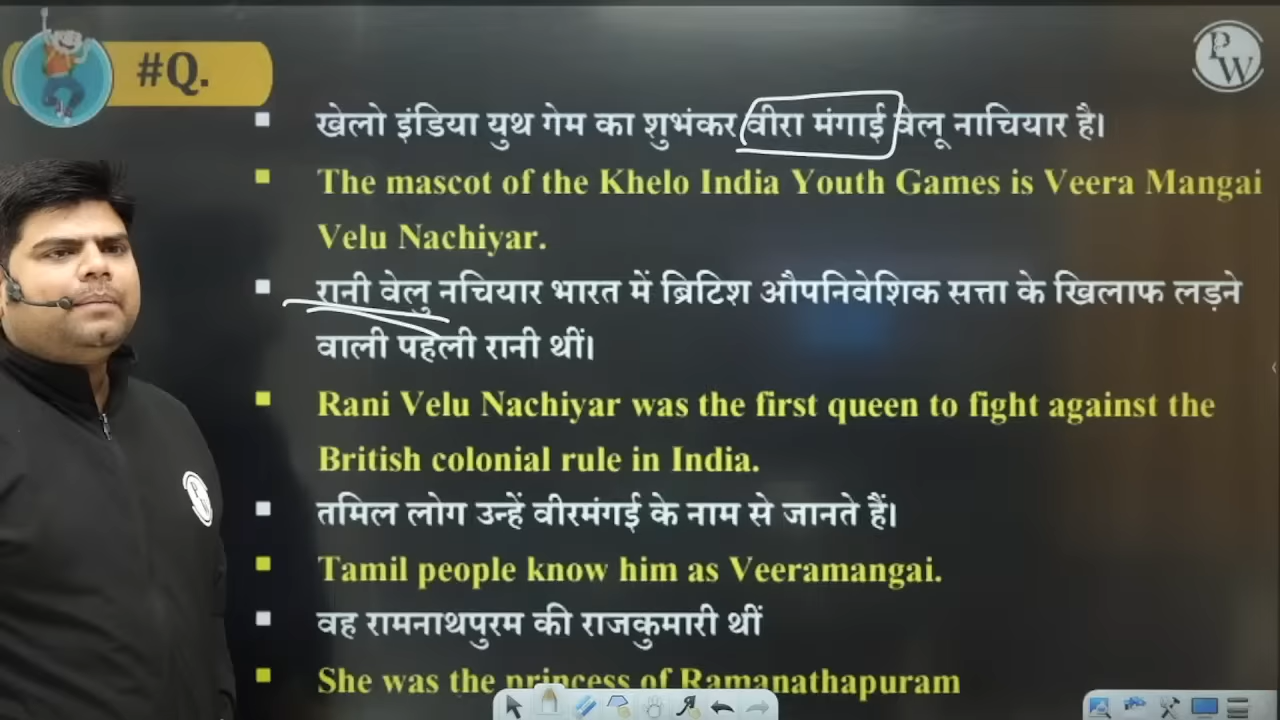 #Q.
PW
खेलो इंडिया युथ गेम का शुभंकर वीरा मंगाई वेलू नाचियार है।
The mascot of the Khelo India Youth Games is Veera Mangai
Velu Nachiyar.
रानी वेलु नचियार भारत में ब्रिटिश औपनिवेशिक सत्ता के खिलाफ लड़ने
वाली पहली रानी थीं।
Rani Velu Nachiyar was the first queen to fight against the
British colonial rule in India.
तमिल लोग उन्हें वीरमंगई के नाम से जानते हैं।
Tamil people know him as Veeramangai.
वह रामनाथपुरम की राजकुमारी थीं
She was the princess of Ramanathapuram
PW